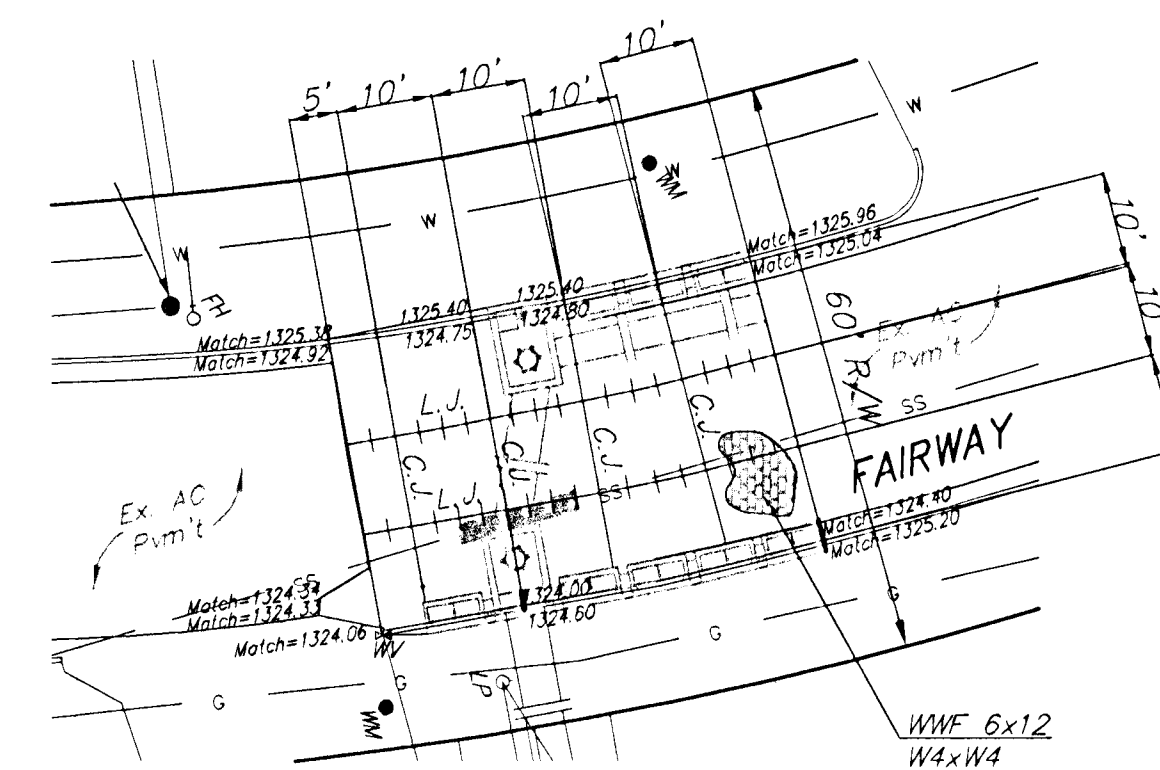 10'
5'
10'
10'
10'
W
W
W
WM
W
FH
Match=1325.96
Match=1325.04
10'
10
1325.40
1325.40
1324.75
1324.80
Match=1325.38
Match=1324.92
60' R/W
Ex. AC
Pvm't
L.J.
C.J.
C.J.
C.J.
C.J.
L.J.
SS
SS
FAIRWAY
Ex. AC
Pvm't
Match=1324.40
Match=1325.20
SS
Match=1324.34
Match=1324.33
Match=1324.06
WV
1324.00
1324.60
G
G
G
G
LP
WM
WWF 6x12
W4xW4